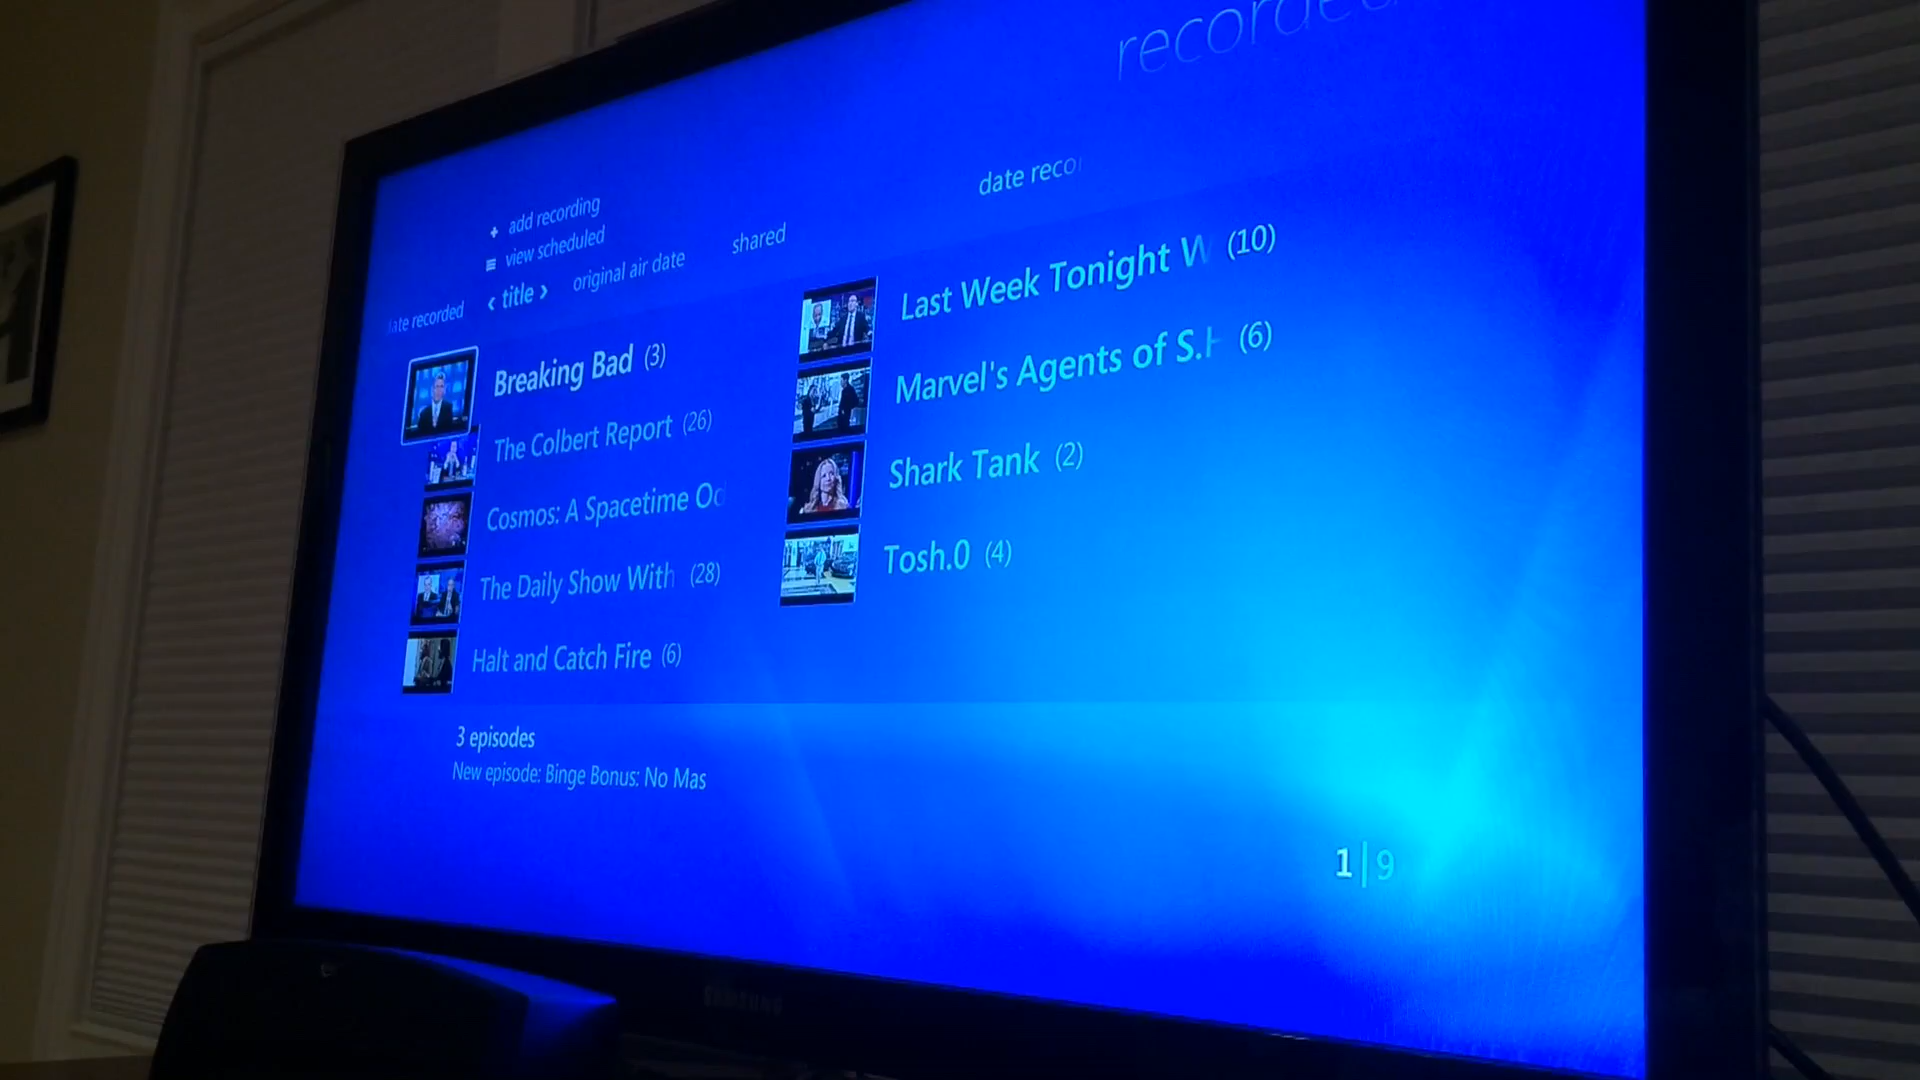 recorded
+ add recording
view scheduled
date recorded
< title >
original air date
shared
date reco
Breaking Bad (3)
The Colbert Report (26)
Cosmos: A Spacetime Od
The Daily Show With (28)
Halt and Catch Fire (6)
Last Week Tonight W (10)
Marvel's Agents of S.H (6)
Shark Tank (2)
Tosh.0 (4)
3 episodes
New episode: Binge Bonus: No Mas
1|9
SAMSUNG